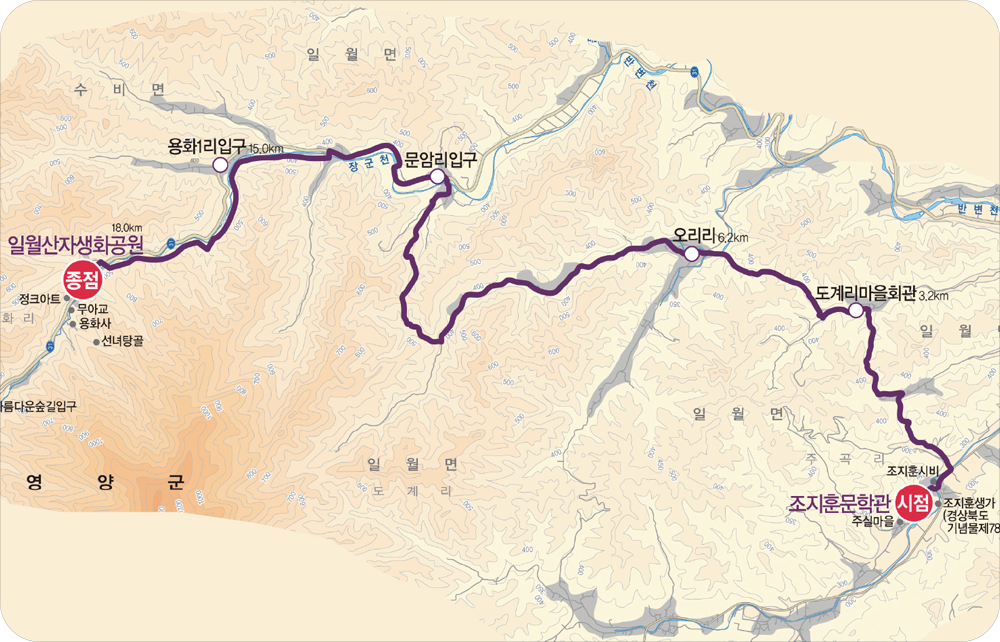 일 월 면
수 비 면
반변천
용화1리입구 15.0km
장군천
문암리입구
반변천
18.0km
일월산자생화공원
종점
오리리 6.2km
도계리마을회관 3.2km
정크아트
무아교
화 리
용화사
선녀탕골
일 월
름다운숲길입구
일 월 면
일 월 면
도 계 리
주 곡 리
영 양 군
조지훈시비
조지훈문학관
시점
조지훈생가
(경상북도
기념물제78
주실마을